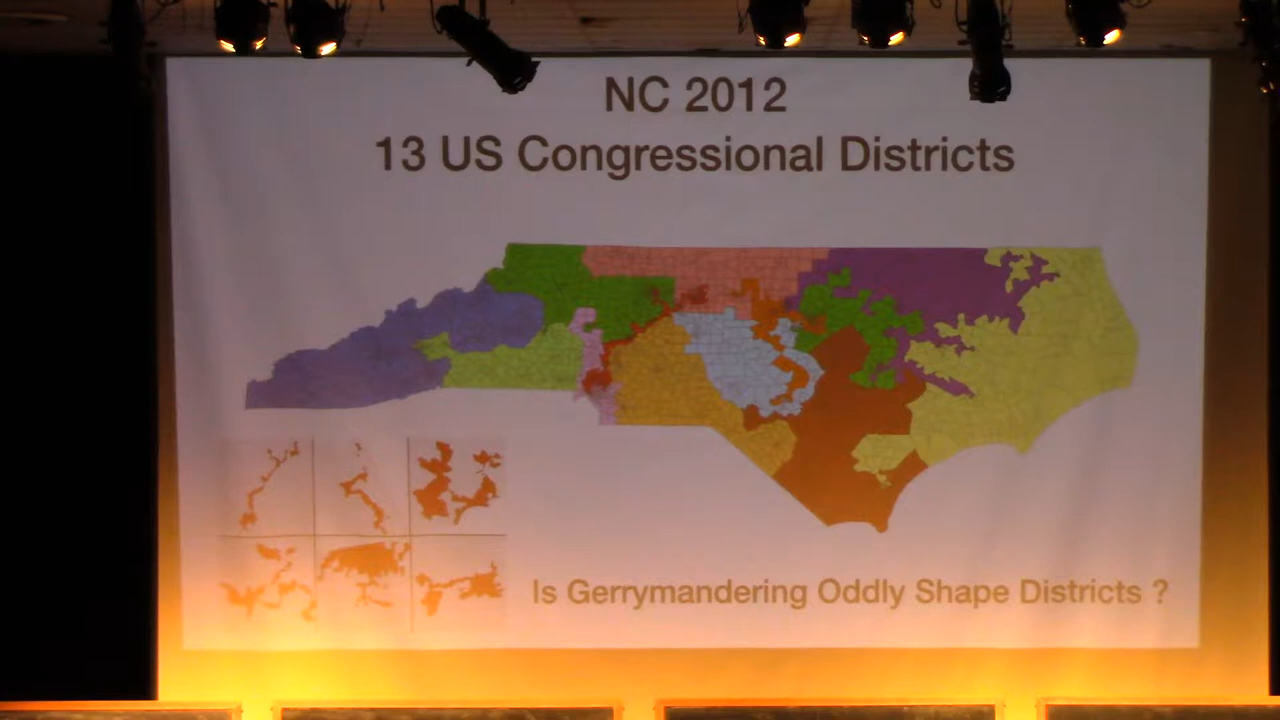 NC 2012
13 US Congressional Districts
Is Gerrymandering Oddly Shape Districts ?